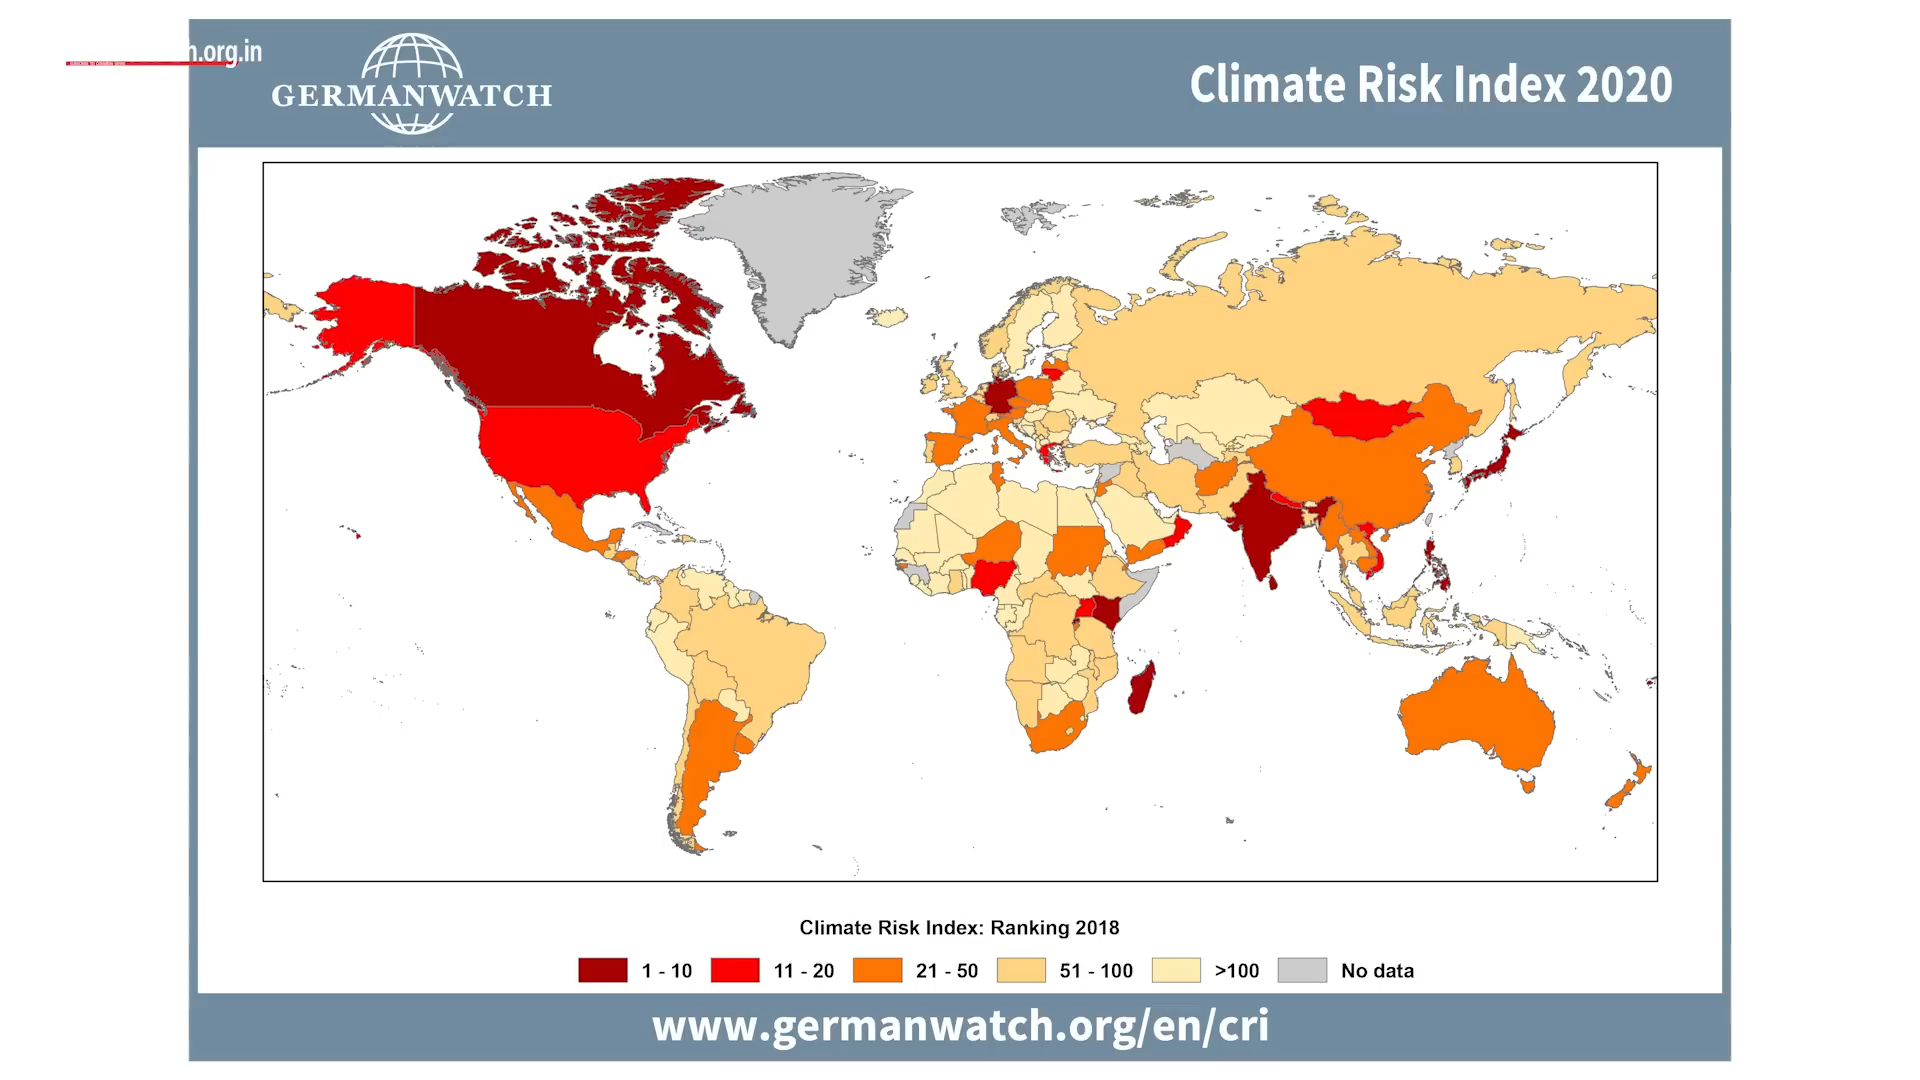 h.org.in
GERMANWATCH
Climate Risk Index 2020
Climate Risk Index: Ranking 2018
1 - 10
11 - 20
21 - 50
51 - 100
>100
No data
www.germanwatch.org/en/cri